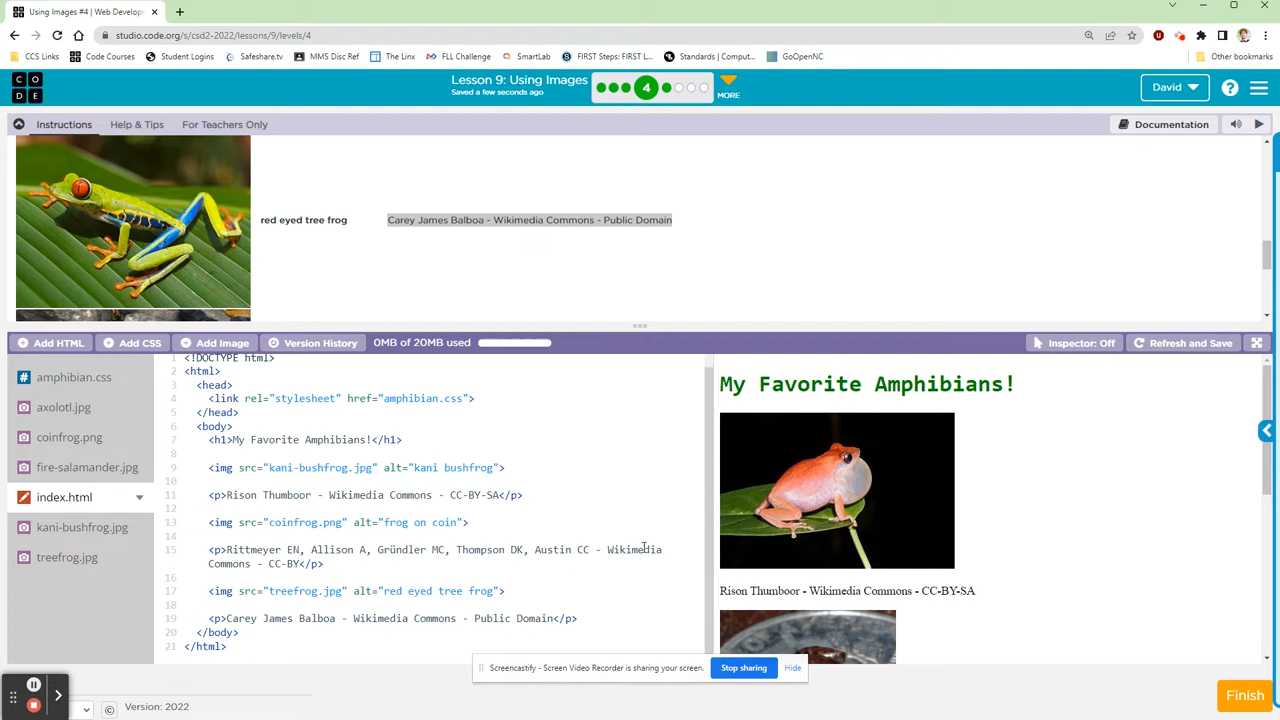 Using Images #4 | Web Develop
studio.code.org/s/csd2-2022/lessons/9/levels/4
CCS Links
Code Courses
Student Logins
Safeshare.tv
MMS Disc Ref
The Linx
FLL Challenge
SmartLab
FIRST Steps: FIRST L...
Standards | Comput...
GoOpenNC
Other bookmarks
CODE
Lesson 9: Using Images
Saved a few seconds ago
4
MORE
David
Instructions
Help & Tips
For Teachers Only
Documentation
red eyed tree frog
Carey James Balboa - Wikimedia Commons - Public Domain
Add HTML
Add CSS
Add Image
Version History
0MB of 20MB used
Inspector: Off
Refresh and Save
amphibian.css
axolotl.jpg
coinfrog.png
fire-salamander.jpg
index.html
kani-bushfrog.jpg
treefrog.jpg
1 <!DOCTYPE html>
2 <html>
3 <head>
4 <link rel="stylesheet" href="amphibian.css">
5 </head>
6 <body>
7 <h1>My Favorite Amphibians!</h1>
8
9 <img src="kani-bushfrog.jpg" alt="kani bushfrog">
10
11 <p>Rison Thumboor - Wikimedia Commons - CC-BY-SA</p>
12
13 <img src="coinfrog.png" alt="frog on coin">
14
15 <p>Rittmeyer EN, Allison A, Gründler MC, Thompson DK, Austin CC - Wikimedia
Commons - CC-BY</p>
16
17 <img src="treefrog.jpg" alt="red eyed tree frog">
18
19 <p>Carey James Balboa - Wikimedia Commons - Public Domain</p>
20 </body>
21 </html>
My Favorite Amphibians!
Rison Thumboor - Wikimedia Commons - CC-BY-SA
Screencastify - Screen Video Recorder is sharing your screen.
Stop sharing
Hide
Version: 2022
Finish